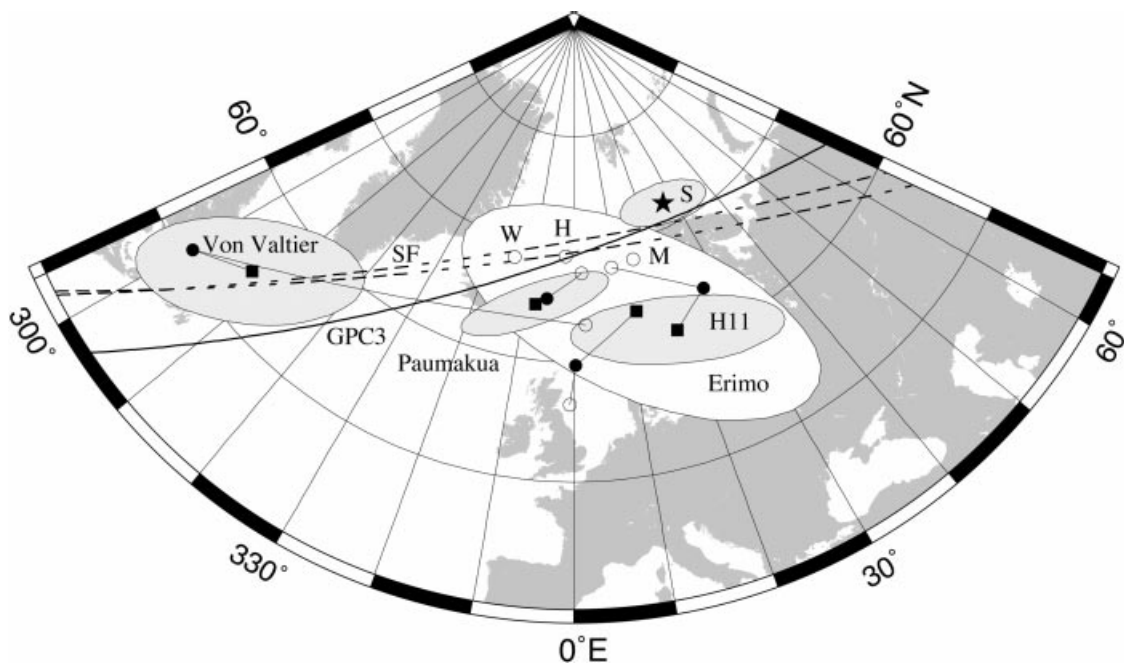 60°
60°N
S
Von Valtier
W
H
SF
M
300°
GPC3
H11
60°
Paumakua
Erimo
330°
30°
0°E